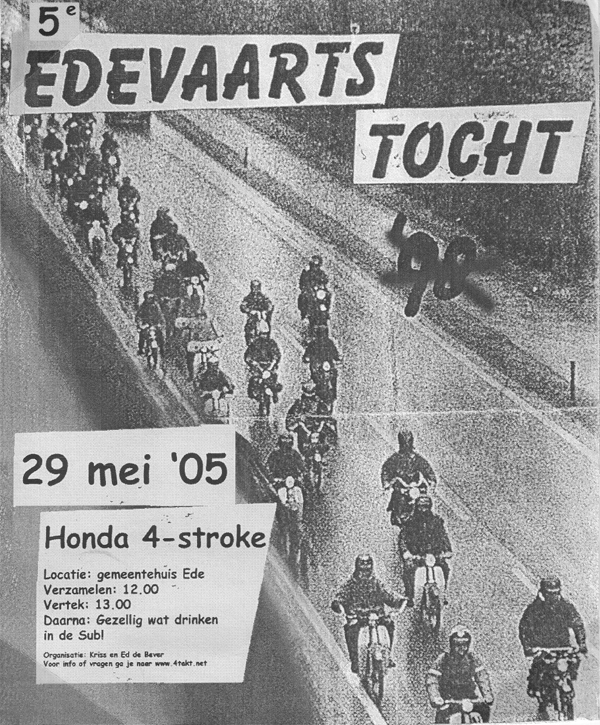 5e
EDEVAARTS
TOCHT
'98
29 mei '05
Honda 4-stroke
Locatie: gemeentehuis Ede
Verzamelen: 12.00
Vertek: 13.00
Daarna: Gezellig wat drinken
in de Sub!
Organisatie: Kriss en Ed de Bever
Voor info of vragen ga je naar www.4takt.net